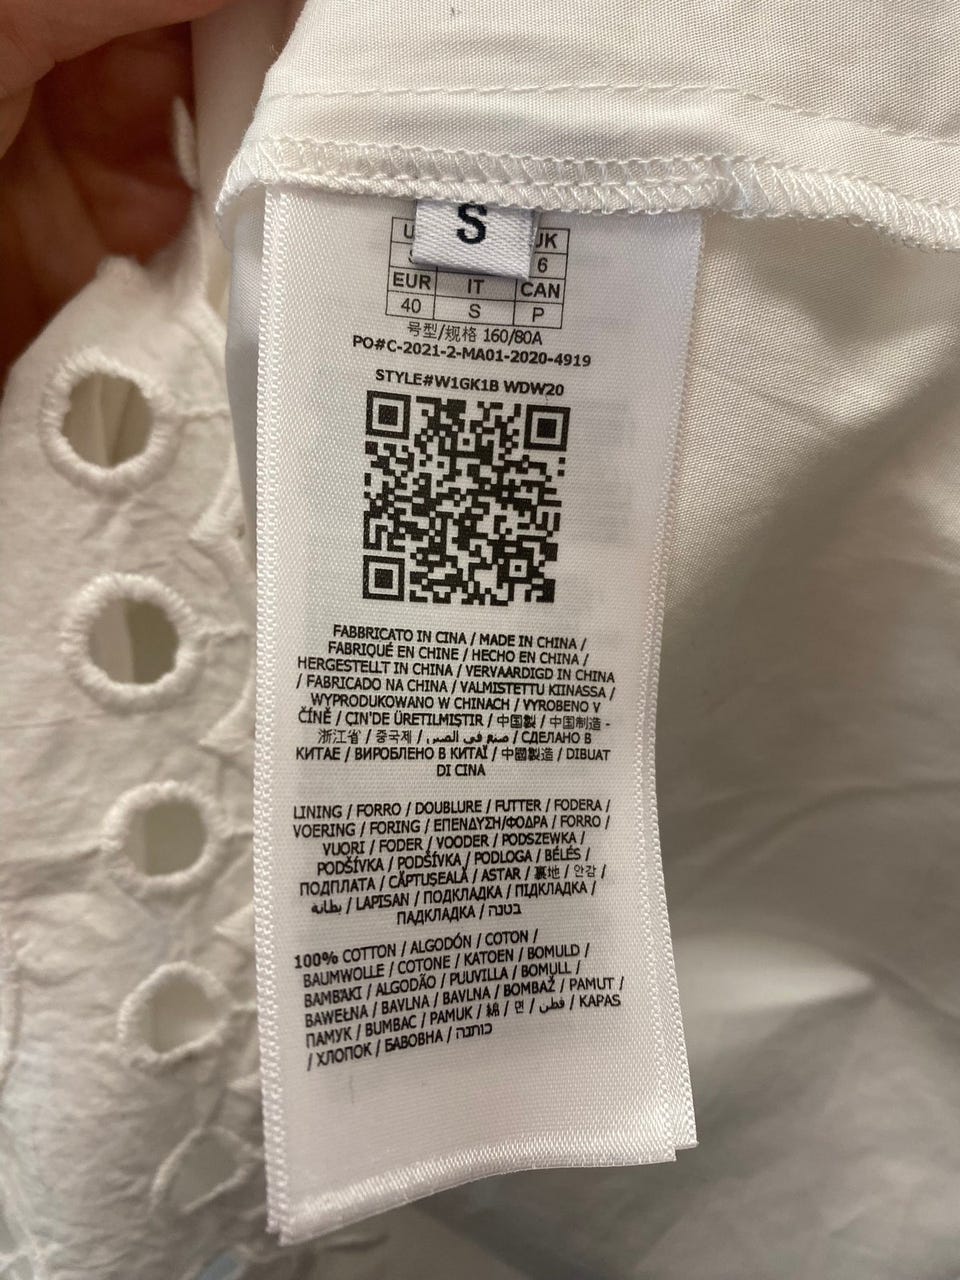 S
UK
6
EUR IT CAN
40 S P
号型/规格 160/80A
PO#C-2021-2-MA01-2020-4919
STYLE#W1GK1B WDW20
FABBRICATO IN CINA / MADE IN CHINA /
FABRIQUÉ EN CHINE / HECHO EN CHINA /
HERGESTELLT IN CHINA / VERVAARDIGD IN CHINA
/ FABRICADO NA CHINA / VALMISTETTU KIINASSA /
WYPRODUKOWANO W CHINACH / VYROBENO V
ČÍNĚ / ÇIN'DE ÜRETILMIŞTIR / 中国製 / 中国制造 -
浙江省 / 중국제 / صنع في الصين / СДЕЛАНО В
КИТАЕ / ВИРОБЛЕНО В КИТАЇ / 中國製造 / DIBUAT
DI CINA
LINING / FORRO / DOUBLURE / FUTTER / FODERA /
VOERING / FORING / ΕΠΕΝΔΥΣΗ/ΦΟΔΡΑ / FORRO /
VUORI / FODER / VOODER / PODSZEWKA /
PODŠÍVKA / PODŠÍVKA / PODLOGA / BÉLÉS /
ПОДПЛАТА / CĂPTUȘEALĂ / ASTAR / 裏地 / 안감 /
بطانة / LAPISAN / ПОДКЛАДКА / ПІДКЛАДКА /
ПАДКЛАДКА / בטנה
100% COTTON / ALGODÓN / COTON /
BAUMWOLLE / COTONE / KATOEN / BOMULD /
ΒΑΜΒΆΚΙ / ALGODÃO / PUUVILLA / BOMULL /
BAWEŁNA / BAVLNA / BAVLNA / BOMBAŽ / PAMUT /
ПАМУК / BUMBAC / PAMUK / 綿 / 면 / قطن / KAPAS
/ ХЛОПОК / БАВОВНА / כותנה